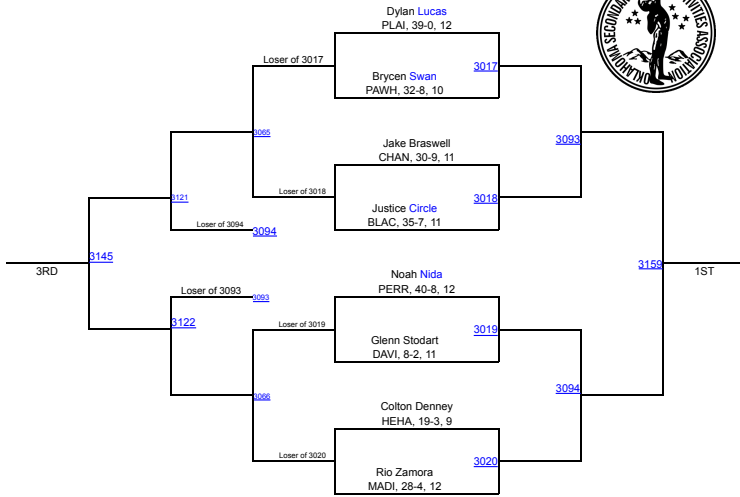 Dylan Lucas
PLAI, 39-0, 12
Loser of 3017
3017
Brycen Swan
PAWH, 32-8, 10
3065
3093
Jake Braswell
CHAN, 30-9, 11
Loser of 3018
3018
3121
Justice Circle
BLAC, 35-7, 11
Loser of 3094
3094
3145
3RD
3159
1ST
Noah Nida
PERR, 40-8, 12
Loser of 3093
3093
3122
Loser of 3019
3019
Glenn Stodart
DAVI, 8-2, 11
3066
3094
Colton Denney
HEHA, 19-3, 9
Loser of 3020
3020
Rio Zamora
MADI, 28-4, 12
OKLAHOMA SECONDAR
TIVITIES ASSOCIATION